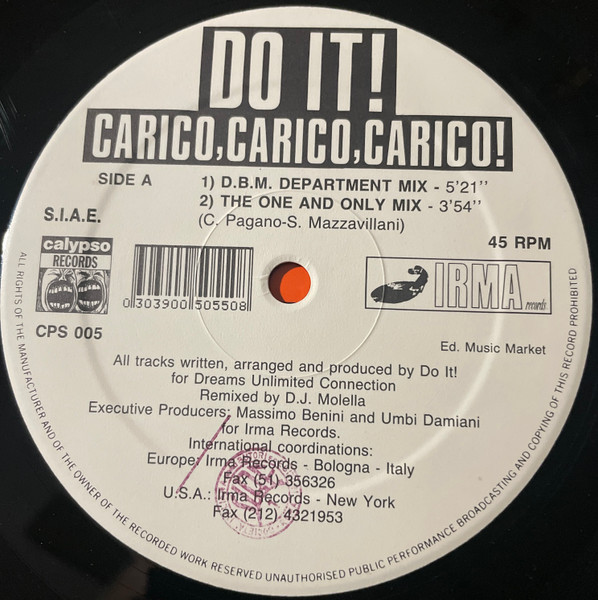 DO IT!
CARICO,CARICO,CARICO!
SIDE A
1) D.B.M. DEPARTMENT MIX - 5'21''
2) THE ONE AND ONLY MIX - 3'54''
(C. Pagano-S. Mazzavillani)
S.I.A.E.
45 RPM
calypso
RECORDS
0 303900 505508
IRMA records
CPS 005
Ed. Music Market
All tracks written, arranged and produced by Do It!
for Dreams Unlimited Connection
Remixed by D.J. Molella
Executive Producers: Massimo Benini and Umbi Damiani
for Irma Records.
International coordinations:
Europe: Irma Records - Bologna - Italy
Fax (51) 356326
U.S.A.: Irma Records - New York
Fax (212) 4321953
ALL RIGHTS OF THE MANUFACTURER AND OF THE OWNER OF THE RECORDED WORK RESERVED UNAUTHORISED PUBLIC PERFORMANCE BROADCASTING AND COPYING OF THIS RECORD PROHIBITED